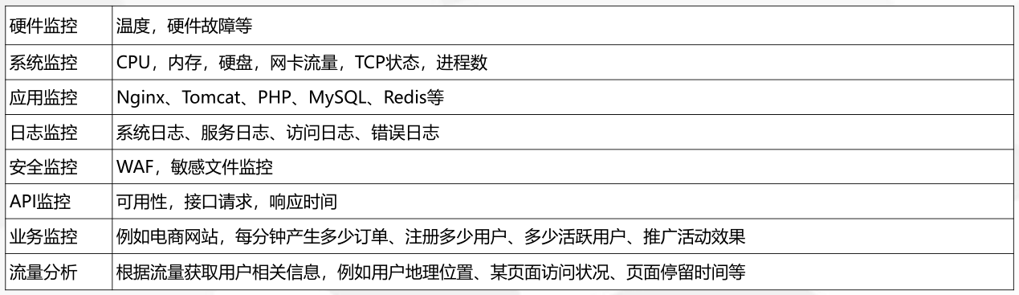 硬件监控 温度，硬件故障等
系统监控 CPU，内存，硬盘，网卡流量，TCP状态，进程数
应用监控 Nginx、Tomcat、PHP、MySQL、Redis等
日志监控 系统日志、服务日志、访问日志、错误日志
安全监控 WAF，敏感文件监控
API监控 可用性，接口请求，响应时间
业务监控 例如电商网站，每分钟产生多少订单、注册多少用户、多少活跃用户、推广活动效果
流量分析 根据流量获取用户相关信息，例如用户地理位置、某页面访问状况、页面停留时间等